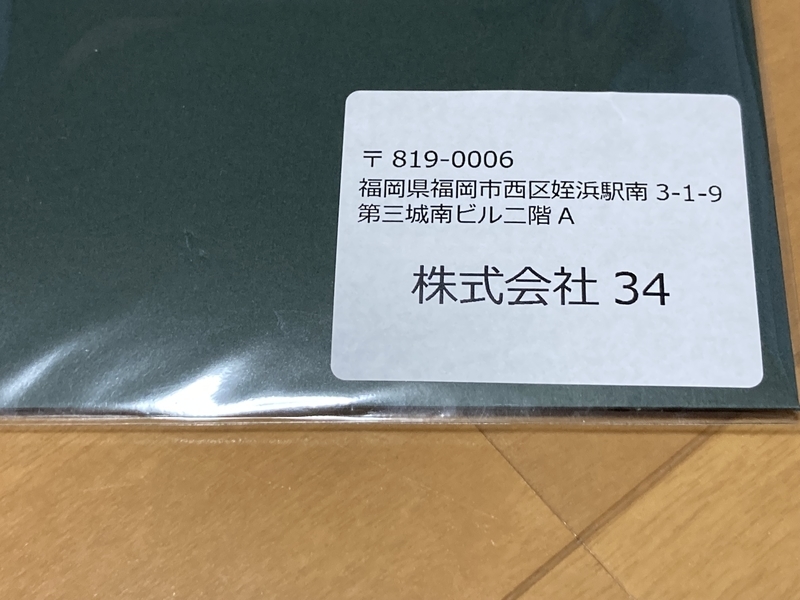 〒 819-0006
福岡県福岡市西区姪浜駅南 3-1-9
第三城南ビル二階 A
株式会社 34